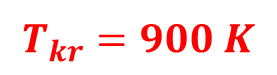 T_kr = 900 K